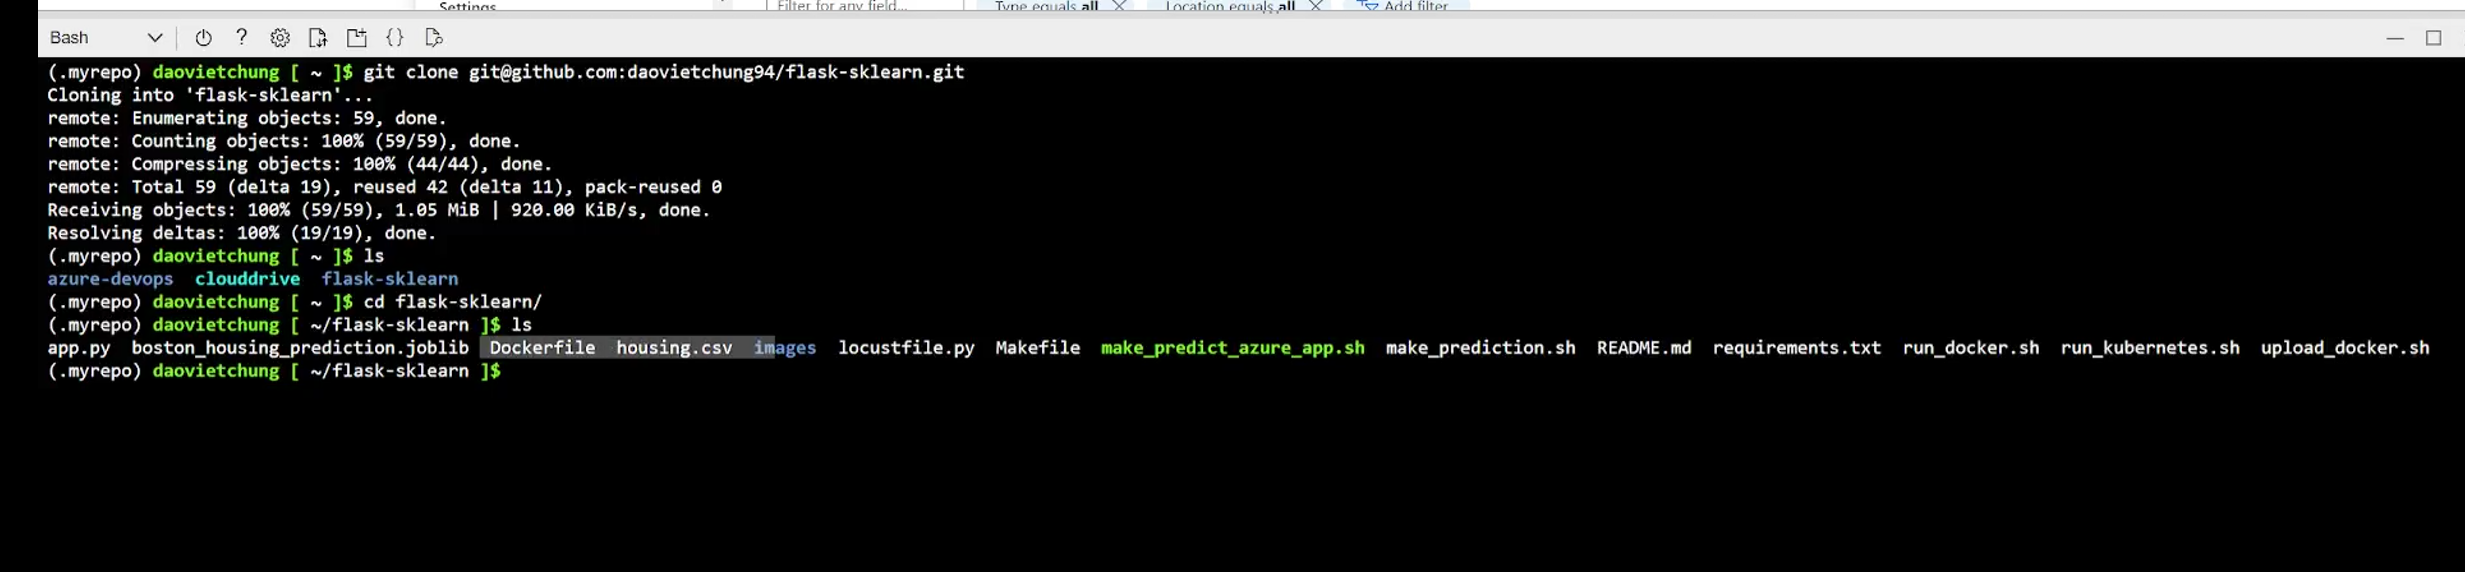 Settings
Filter for any field...
Type equals all
Location equals all
Add filter
Bash
(.myrepo) daovietchung [ ~ ]$ git clone git@github.com:daovietchung94/flask-sklearn.git
Cloning into 'flask-sklearn'...
remote: Enumerating objects: 59, done.
remote: Counting objects: 100% (59/59), done.
remote: Compressing objects: 100% (44/44), done.
remote: Total 59 (delta 19), reused 42 (delta 11), pack-reused 0
Receiving objects: 100% (59/59), 1.05 MiB | 920.00 KiB/s, done.
Resolving deltas: 100% (19/19), done.
(.myrepo) daovietchung [ ~ ]$ ls
azure-devops clouddrive flask-sklearn
(.myrepo) daovietchung [ ~ ]$ cd flask-sklearn/
(.myrepo) daovietchung [ ~/flask-sklearn ]$ ls
app.py boston_housing_prediction.joblib Dockerfile housing.csv images locustfile.py Makefile make_predict_azure_app.sh make_prediction.sh README.md requirements.txt run_docker.sh run_kubernetes.sh upload_docker.sh
(.myrepo) daovietchung [ ~/flask-sklearn ]$